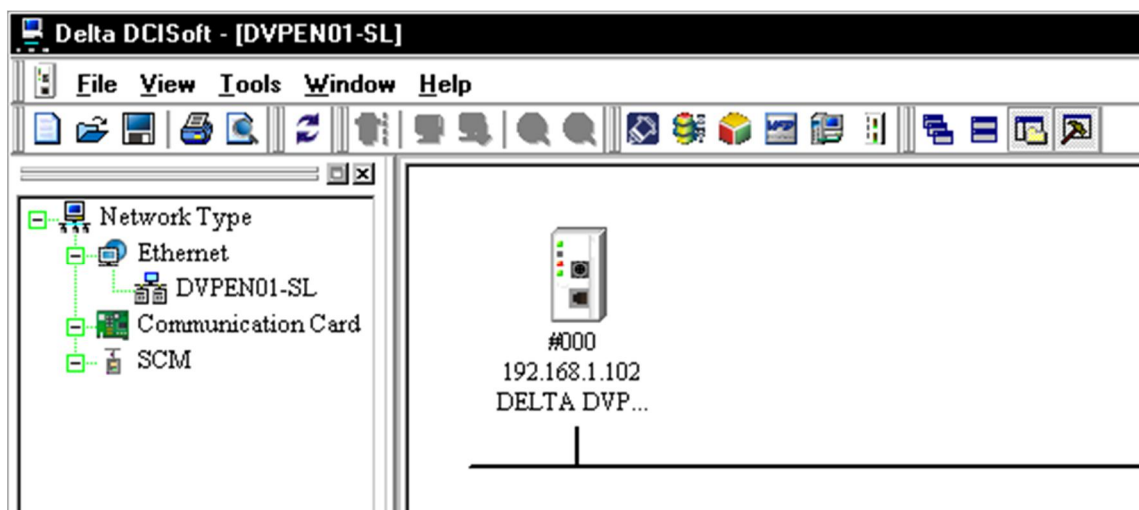 Delta DCISoft - [DVPEN01-SL]
File View Tools Window Help
Network Type
Ethernet
DVPEN01-SL
Communication Card
SCM
#000
192.168.1.102
DELTA DVP...